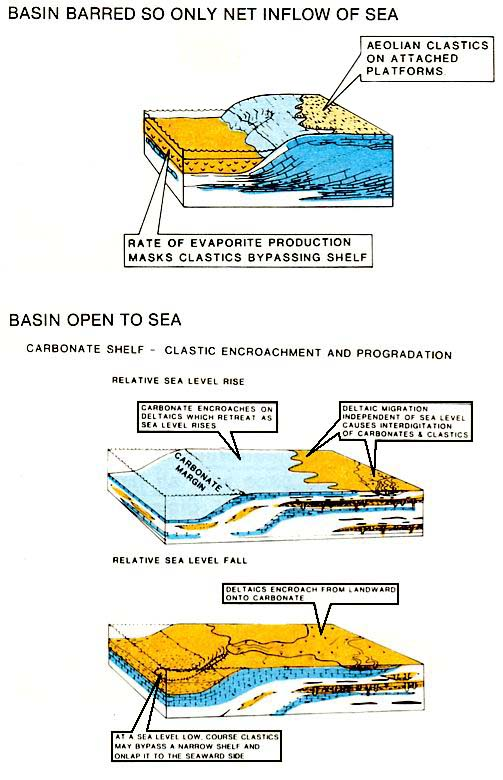 BASIN BARRED SO ONLY NET INFLOW OF SEA
AEOLIAN CLASTICS
ON ATTACHED
PLATFORMS.
RATE OF EVAPORITE PRODUCTION
MASKS CLASTICS BYPASSING SHELF
BASIN OPEN TO SEA
CARBONATE SHELF - CLASTIC ENCROACHMENT AND PROGRADATION
RELATIVE SEA LEVEL RISE
CARBONATE ENCROACHES ON
DELTAICS WHICH RETREAT AS
SEA LEVEL RISES
DELTAIC MIGRATION
INDEPENDENT OF SEA LEVEL
CAUSES INTERDIGITATION
OF CARBONATES & CLASTICS
CARBONATE
MARGIN
RELATIVE SEA LEVEL FALL
DELTAICS ENCROACH FROM LANDWARD
ONTO CARBONATE
AT A SEA LEVEL LOW, COURSE CLASTICS
MAY BYPASS A NARROW SHELF AND
ONLAP IT TO THE SEAWARD SIDE